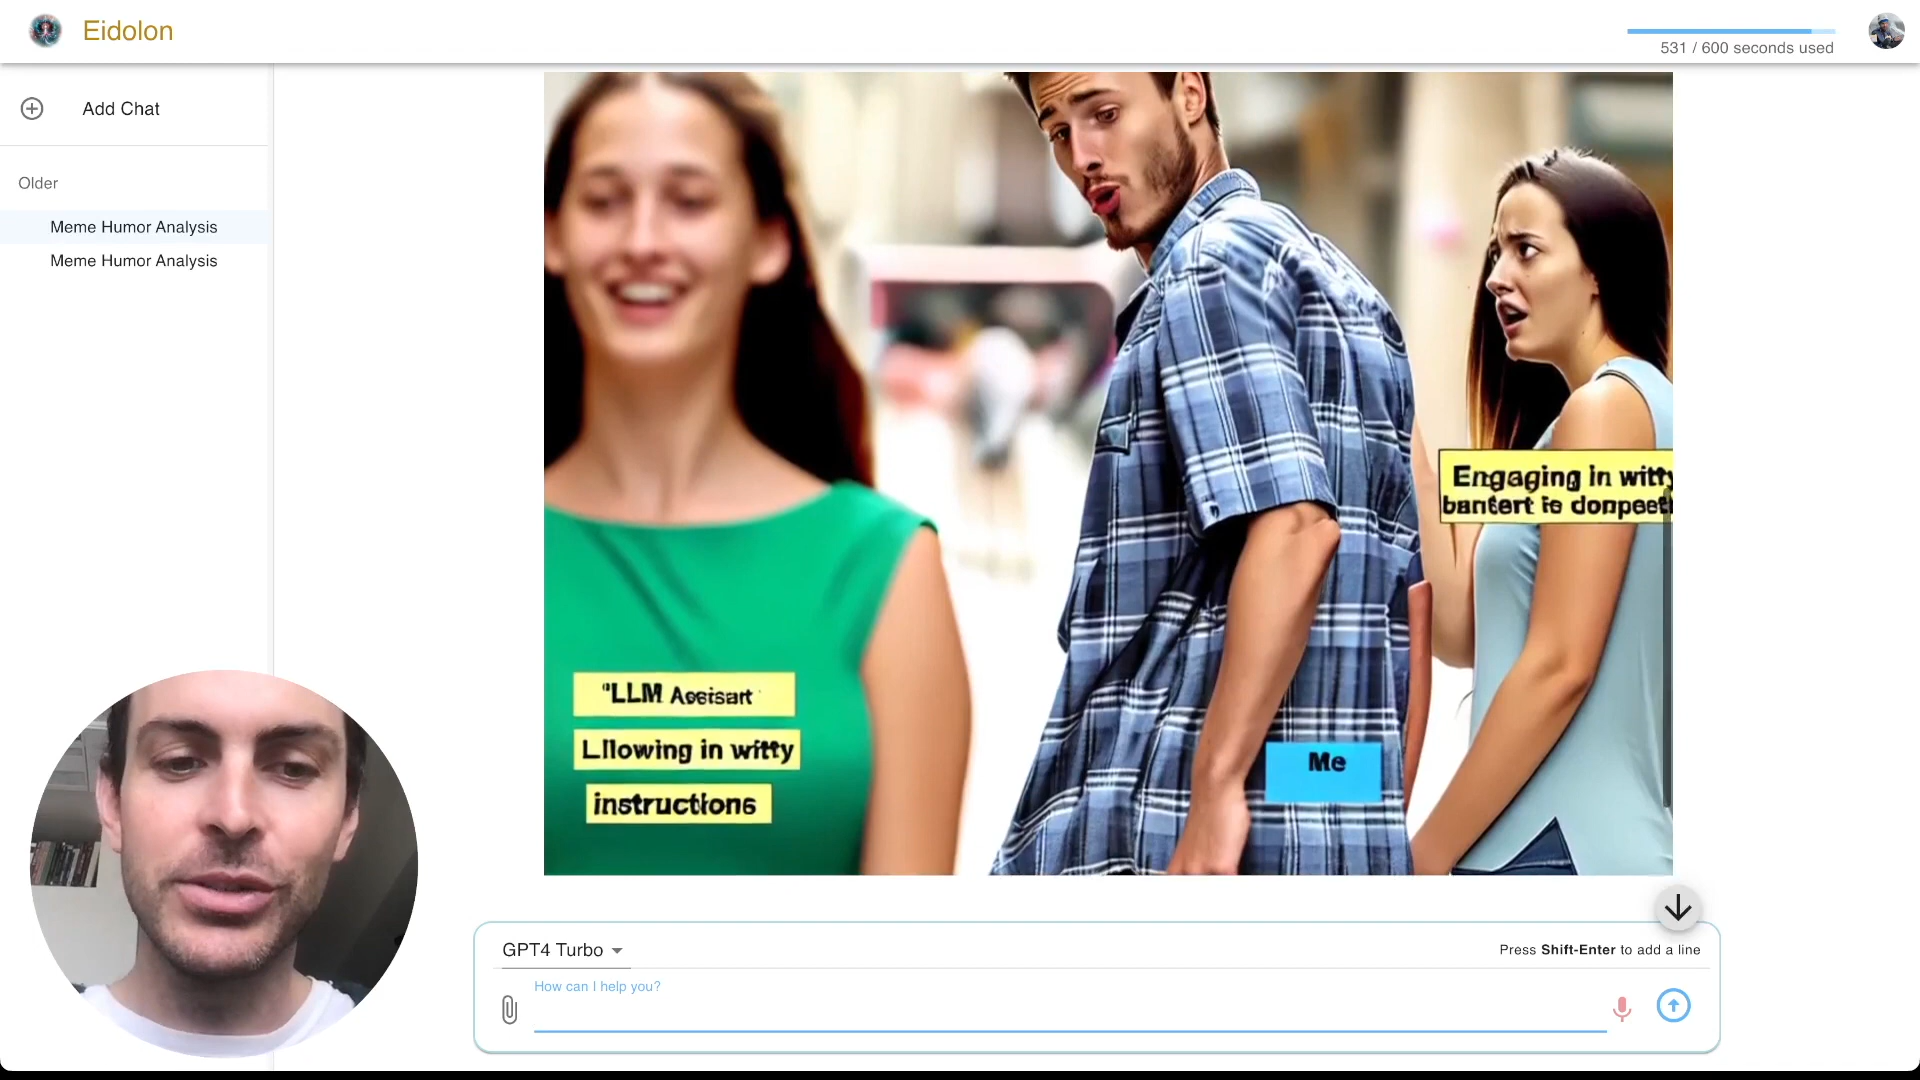 Eidolon
531 / 600 seconds used
Add Chat
Older
Meme Humor Analysis
Meme Humor Analysis
Engaging in witty
bantert ie donpeet
"LLM Aseisart
Lllowing in witty
instructions
Me
GPT4 Turbo
Press Shift-Enter to add a line
How can I help you?